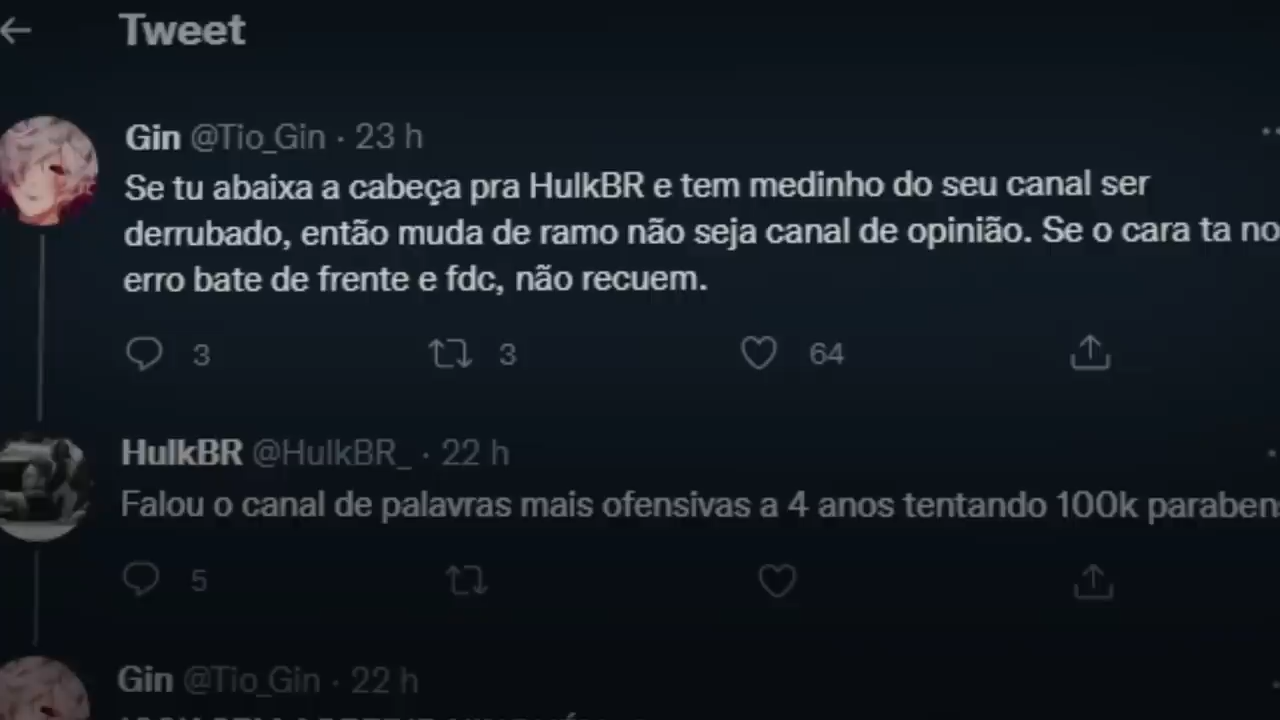 Tweet
Gin @Tio_Gin · 23 h
Se tu abaixa a cabeça pra HulkBR e tem medinho do seu canal ser
derrubado, então muda de ramo não seja canal de opinião. Se o cara ta no
erro bate de frente e fdc, não recuem.
3 3 64
HulkBR @HulkBR_ · 22 h
Falou o canal de palavras mais ofensivas a 4 anos tentando 100k paraben
5
Gin @Tio_Gin · 22 h